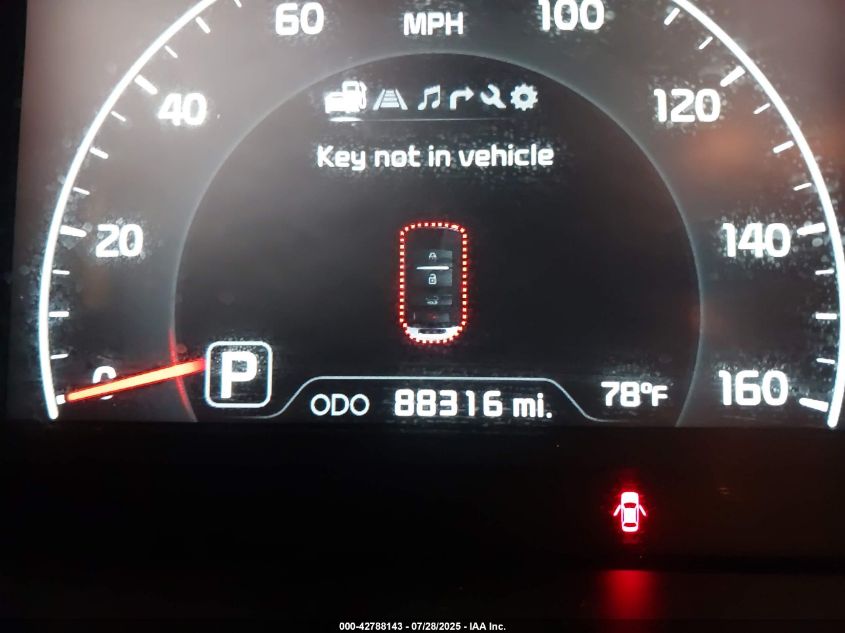 60 MPH 100
40 120
Key not in vehicle
20 140
0 P ODO 88316 mi. 78°F 160
000-42788143 - 07/28/2025 - IAA Inc.